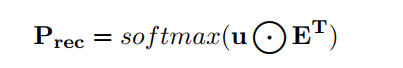 P_rec = softmax(u ⊙ E^T)